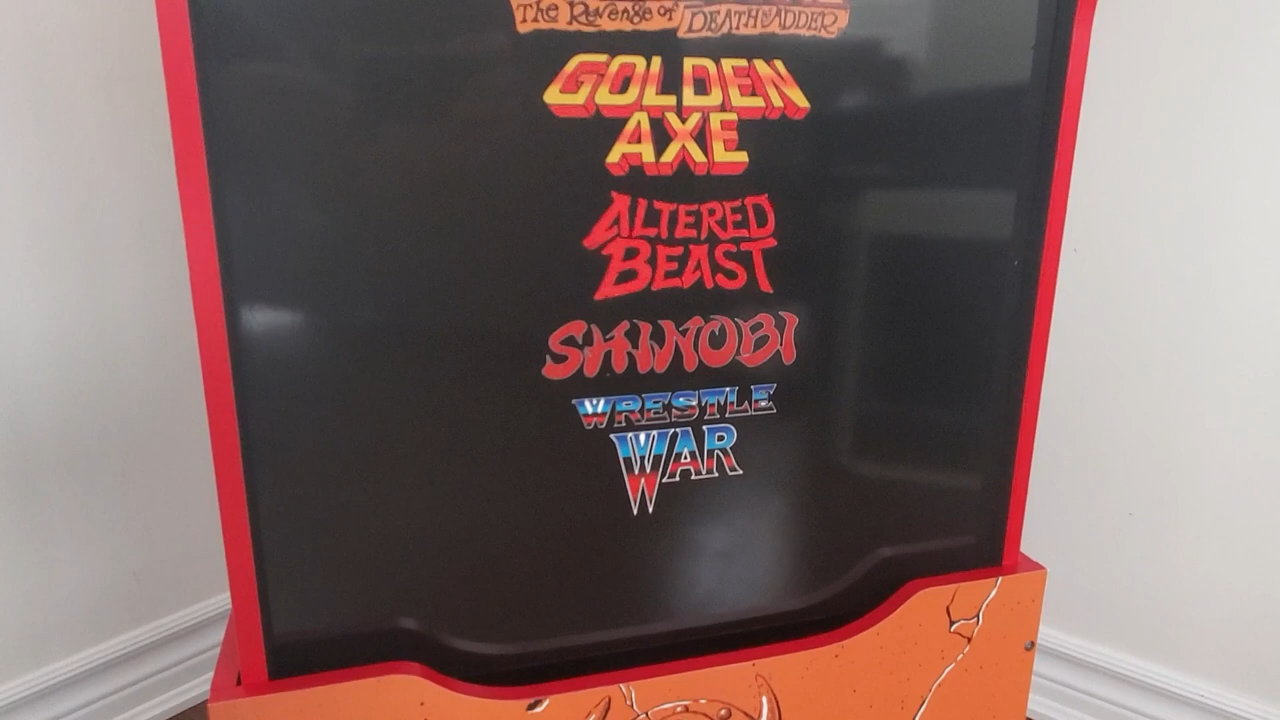 The Revenge of DEATH ADDER
GOLDEN
AXE
ALTERED
BEAST
SHINOBI
WRESTLE
WAR